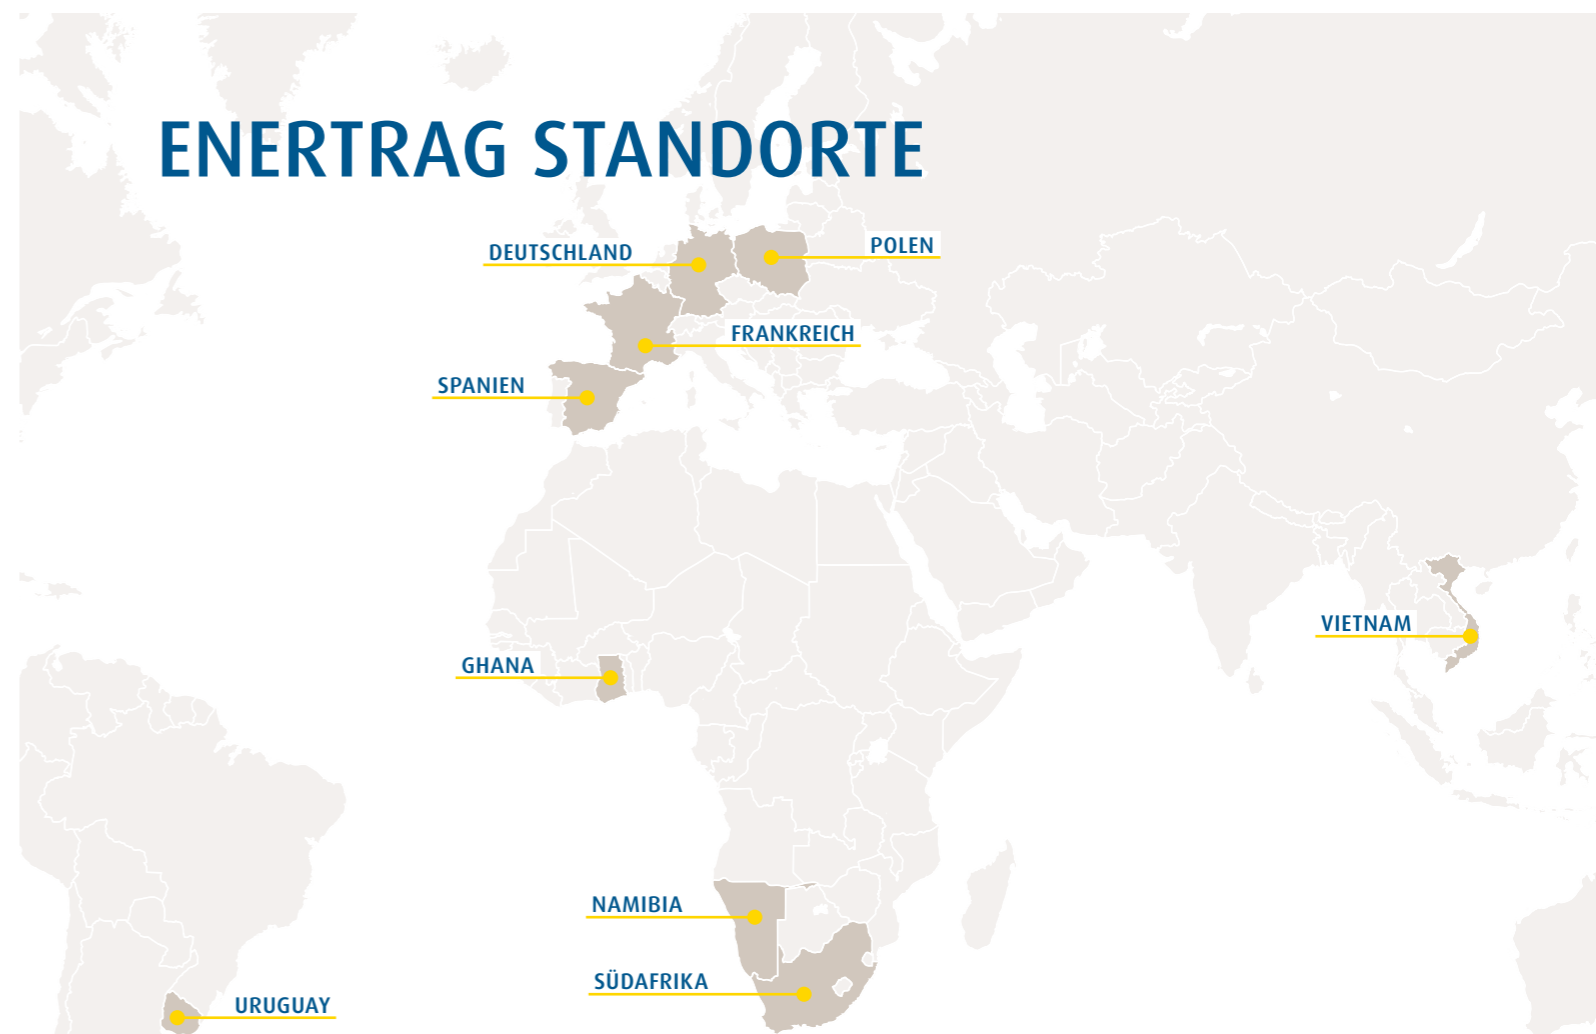 ENERTRAG STANDORTE
POLEN
DEUTSCHLAND
FRANKREICH
SPANIEN
VIETNAM
GHANA
NAMIBIA
SÜDAFRIKA
URUGUAY